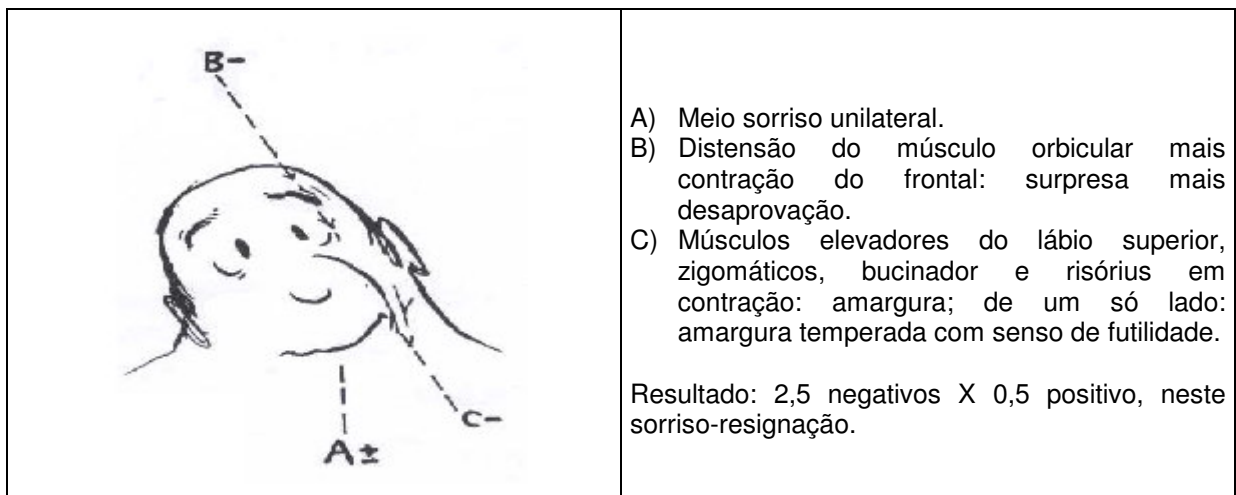 B-
A) Meio sorriso unilateral.
B) Distensão do músculo orbicular mais
contração do frontal: surpresa mais
desaprovação.
C) Músculos elevadores do lábio superior,
zigomáticos, bucinador e risórius em
contração: amargura; de um só lado:
amargura temperada com senso de futilidade.
Resultado: 2,5 negativos X 0,5 positivo, neste
sorriso-resignação.
C-
A±